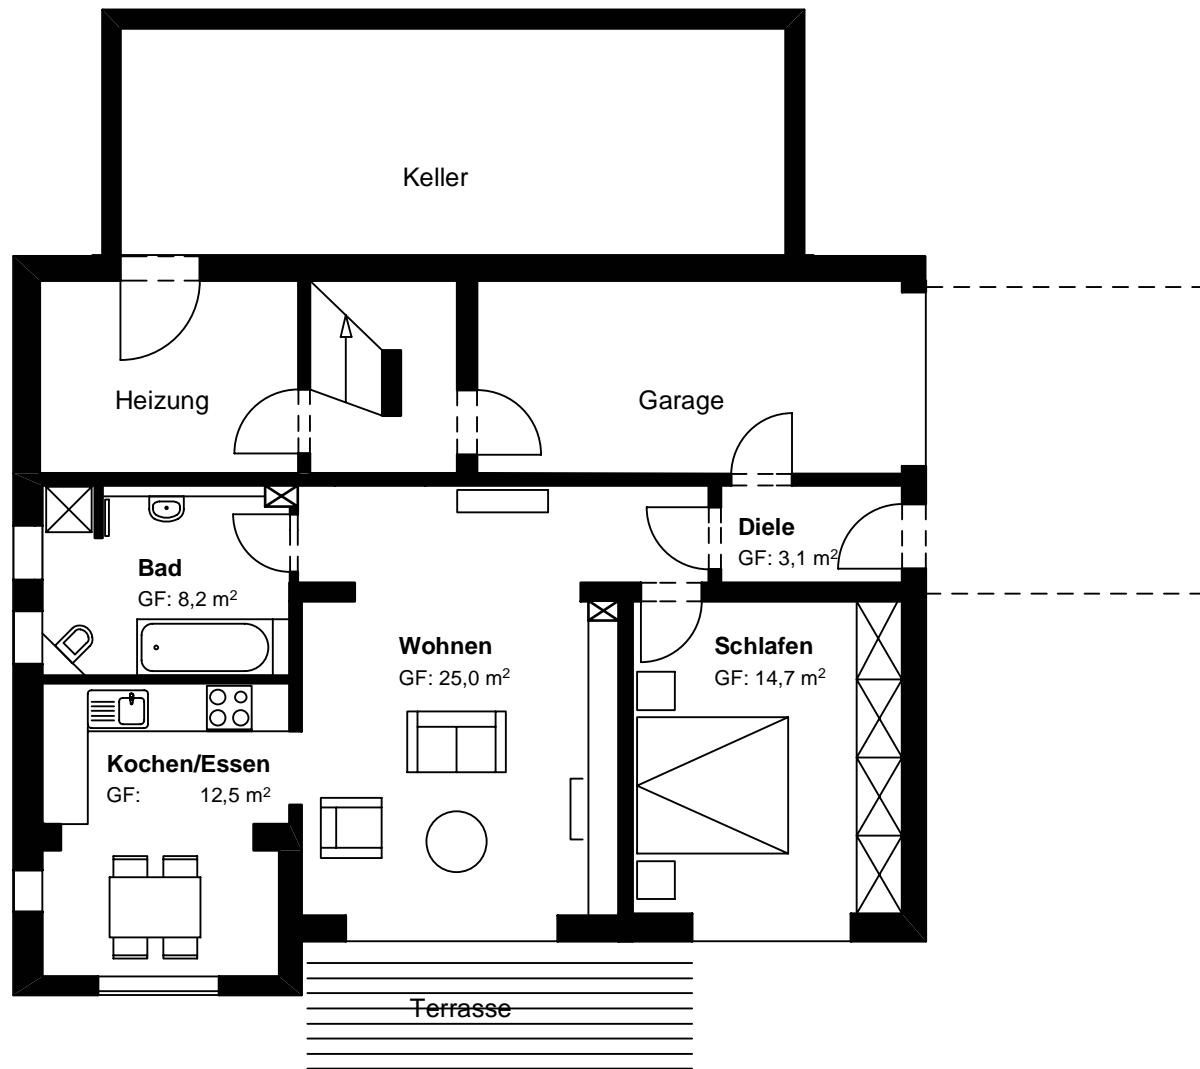 Keller
Heizung
Garage
Diele
GF: 3,1 m²
Bad
GF: 8,2 m²
Wohnen
GF: 25,0 m²
Schlafen
GF: 14,7 m²
Kochen/Essen
GF: 12,5 m²
Terrasse